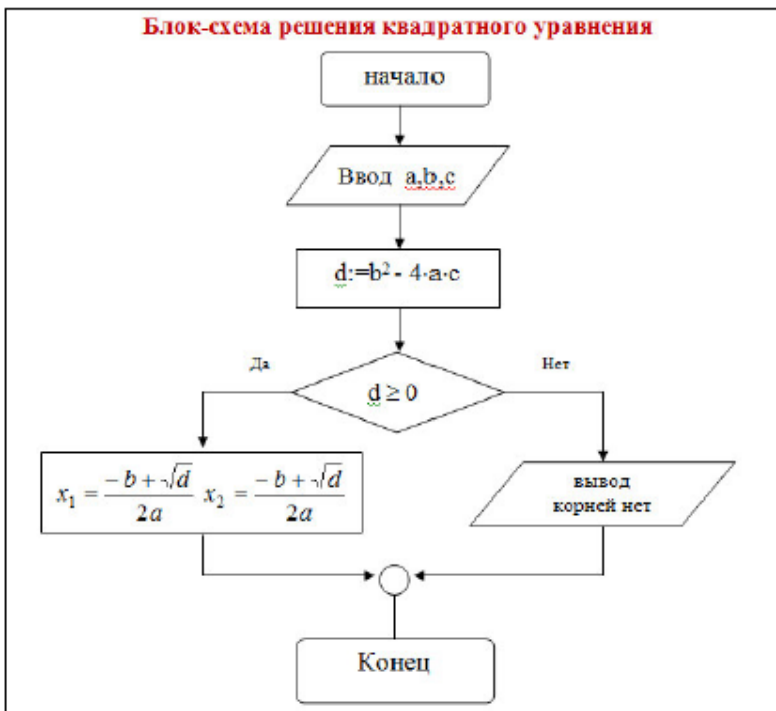 Блок-схема решения квадратного уравнения
начало
Ввод a,b,c
d:=b² - 4·a·c
Да
Нет
d ≥ 0
x₁ = (-b + √d)/2a x₂ = (-b + √d)/2a
вывод
корней нет
Конец